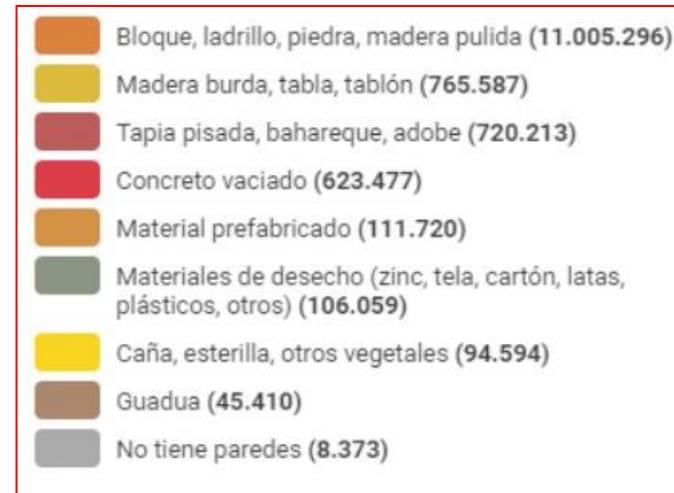 Bloque, ladrillo, piedra, madera pulida (11.005.296)
Madera burda, tabla, tablón (765.587)
Tapia pisada, bahareque, adobe (720.213)
Concreto vaciado (623.477)
Material prefabricado (111.720)
Materiales de desecho (zinc, tela, cartón, latas,
plásticos, otros) (106.059)
Caña, esterilla, otros vegetales (94.594)
Guadua (45.410)
No tiene paredes (8.373)